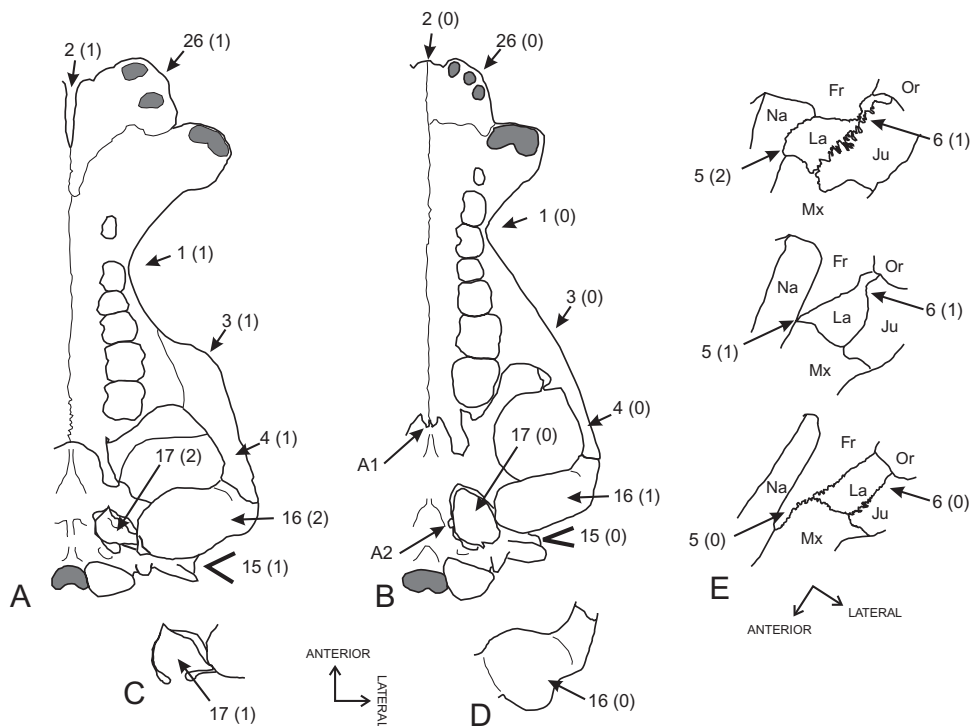 2 (1)
26 (1)
1 (1)
3 (1)
4 (1)
17 (2)
16 (2)
15 (1)
A
2 (0)
26 (0)
1 (0)
3 (0)
4 (0)
A1
17 (0)
16 (1)
A2
15 (0)
B
Fr
Or
Na
La
6 (1)
5 (2)
Ju
Mx
Fr
Or
Na
La
6 (1)
5 (1)
Ju
Mx
Fr
Or
Na
La
6 (0)
5 (0)
Ju
Mx
E
ANTERIOR
LATERAL
C
17 (1)
ANTERIOR
LATERAL
D
16 (0)